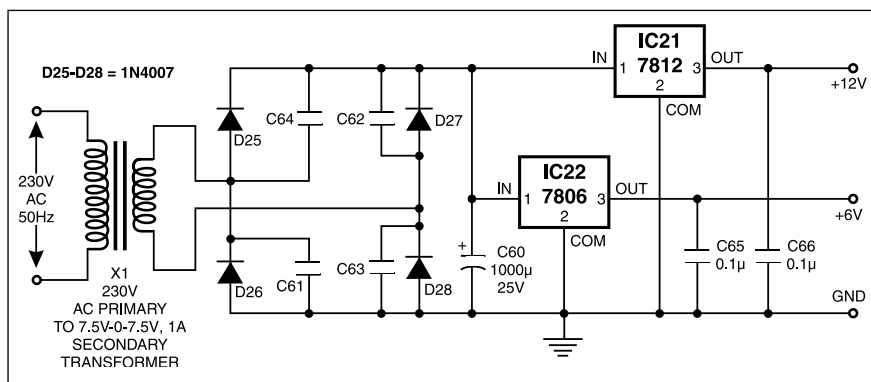 D25-D28 = 1N4007
230V
AC
50Hz
X1
230V
AC PRIMARY
TO 7.5V-0-7.5V, 1A
SECONDARY
TRANSFORMER
D25
C64
C62
D27
D26
C61
C63
D28
+
C60
1000µ
25V
IN
1
IC21
7812
2
3
OUT
COM
+12V
IN
1
IC22
7806
2
3
OUT
COM
+6V
C65
0.1µ
C66
0.1µ
GND